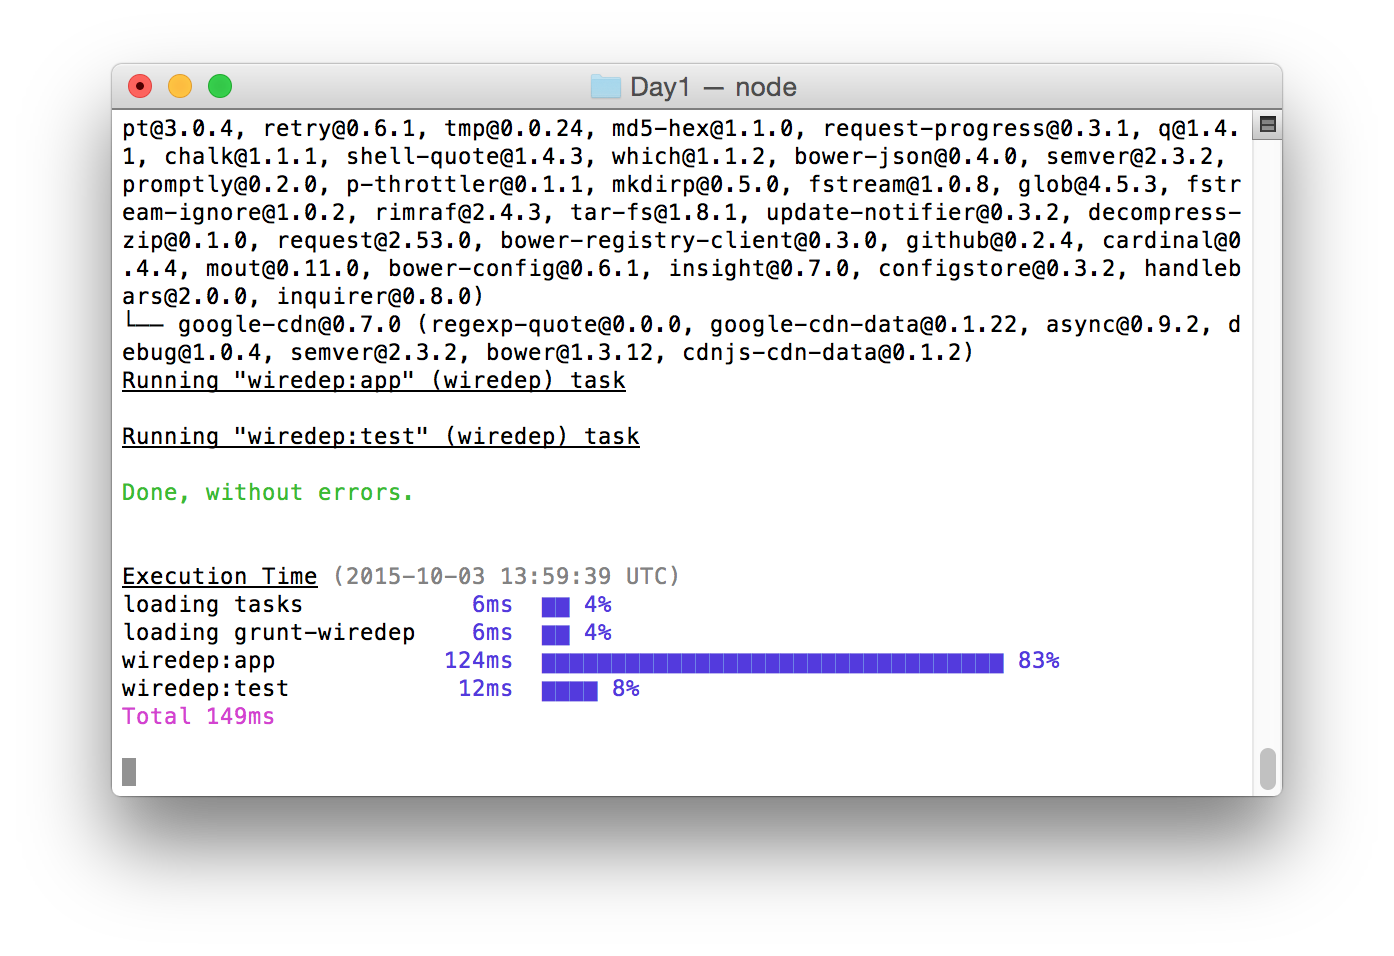 Day1 — node
pt@3.0.4, retry@0.6.1, tmp@0.0.24, md5-hex@1.1.0, request-progress@0.3.1, q@1.4.
1, chalk@1.1.1, shell-quote@1.4.3, which@1.1.2, bower-json@0.4.0, semver@2.3.2,
promptly@0.2.0, p-throttler@0.1.1, mkdirp@0.5.0, fstream@1.0.8, glob@4.5.3, fstr
eam-ignore@1.0.2, rimraf@2.4.3, tar-fs@1.8.1, update-notifier@0.3.2, decompress-
zip@0.1.0, request@2.53.0, bower-registry-client@0.3.0, github@0.2.4, cardinal@0
.4.4, mout@0.11.0, bower-config@0.6.1, insight@0.7.0, configstore@0.3.2, handleb
ars@2.0.0, inquirer@0.8.0)
└── google-cdn@0.7.0 (regexp-quote@0.0.0, google-cdn-data@0.1.22, async@0.9.2, d
ebug@1.0.4, semver@2.3.2, bower@1.3.12, cdnjs-cdn-data@0.1.2)
Running "wiredep:app" (wiredep) task
Running "wiredep:test" (wiredep) task
Done, without errors.
Execution Time (2015-10-03 13:59:39 UTC)
loading tasks 6ms 4%
loading grunt-wiredep 6ms 4%
wiredep:app 124ms 83%
wiredep:test 12ms 8%
Total 149ms